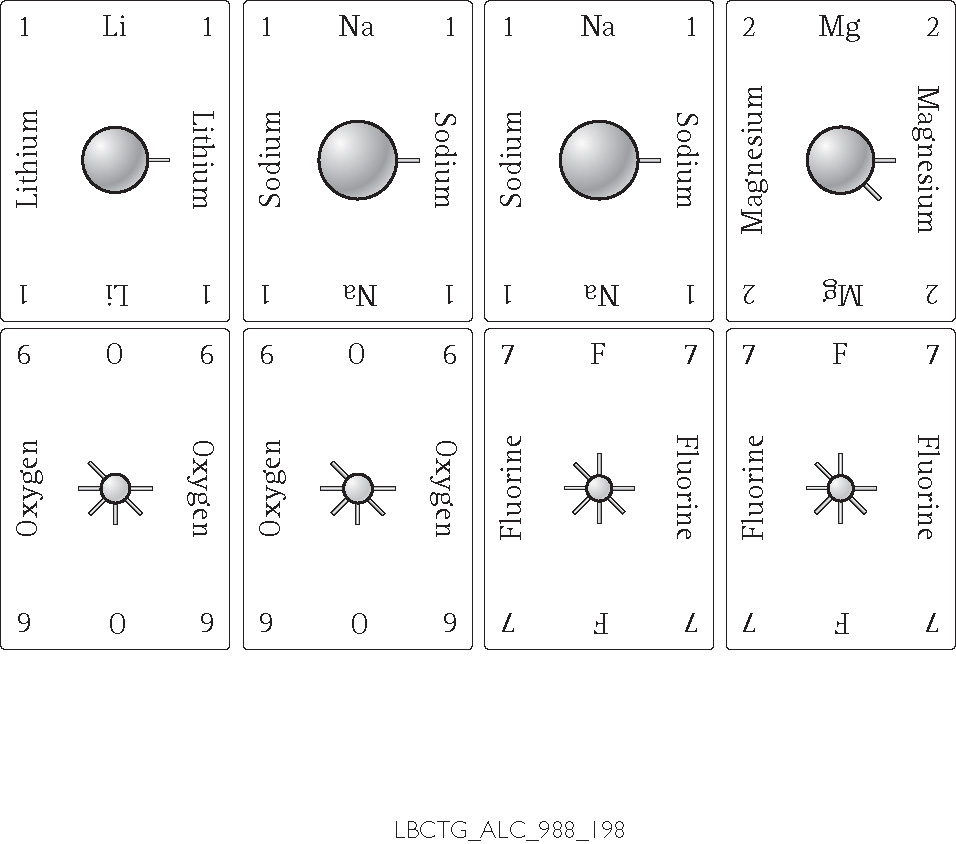 1 Li 1
Lithium
Lithium
1 Li 1
1 Na 1
Sodium
Sodium
1 Na 1
1 Na 1
Sodium
Sodium
1 Na 1
2 Mg 2
Magnesium
Magnesium
2 Mg 2
6 O 6
Oxygen
Oxygen
6 O 6
6 O 6
Oxygen
Oxygen
6 O 6
7 F 7
Fluorine
Fluorine
7 F 7
7 F 7
Fluorine
Fluorine
7 F 7
LBCTG_ALC_988_198